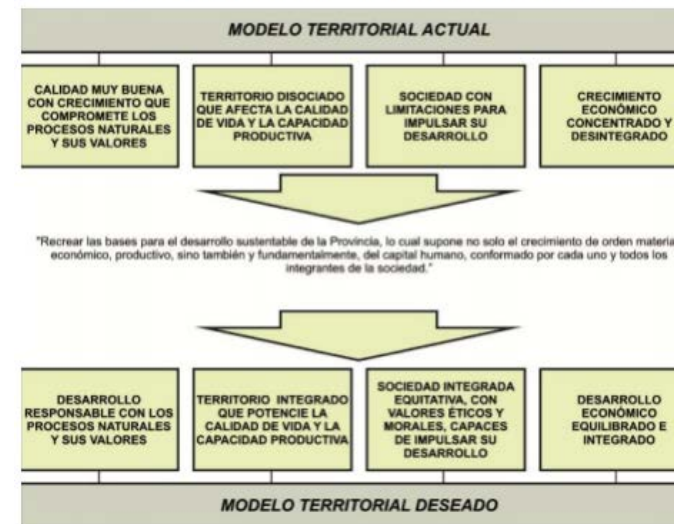 MODELO TERRITORIAL ACTUAL
CALIDAD MUY BUENA
CON CRECIMIENTO QUE
COMPROMETE LOS
PROCESOS NATURALES
Y SUS VALORES
TERRITORIO DISOCIADO
QUE AFECTA LA CALIDAD
DE VIDA Y LA CAPACIDAD
PRODUCTIVA
SOCIEDAD CON
LIMITACIONES PARA
IMPULSAR SU
DESARROLLO
CRECIMIENTO
ECONÓMICO
CONCENTRADO Y
DESINTEGRADO
"Recrear las bases para el desarrollo sustentable de la Provincia, lo cual supone no solo el crecimiento de orden materia
económico, productivo, sino también y fundamentalmente, del capital humano, conformado por cada uno y todos los
integrantes de la sociedad."
DESARROLLO
RESPONSABLE CON LOS
PROCESOS NATURALES
Y SUS VALORES
TERRITORIO INTEGRADO
QUE POTENCIE LA
CALIDAD DE VIDA Y LA
CAPACIDAD PRODUCTIVA
SOCIEDAD INTEGRADA
EQUITATIVA, CON
VALORES ÉTICOS Y
MORALES, CAPACES
DE IMPULSAR SU
DESARROLLO
DESARROLLO
ECONÓMICO
EQUILIBRADO E
INTEGRADO
MODELO TERRITORIAL DESEADO